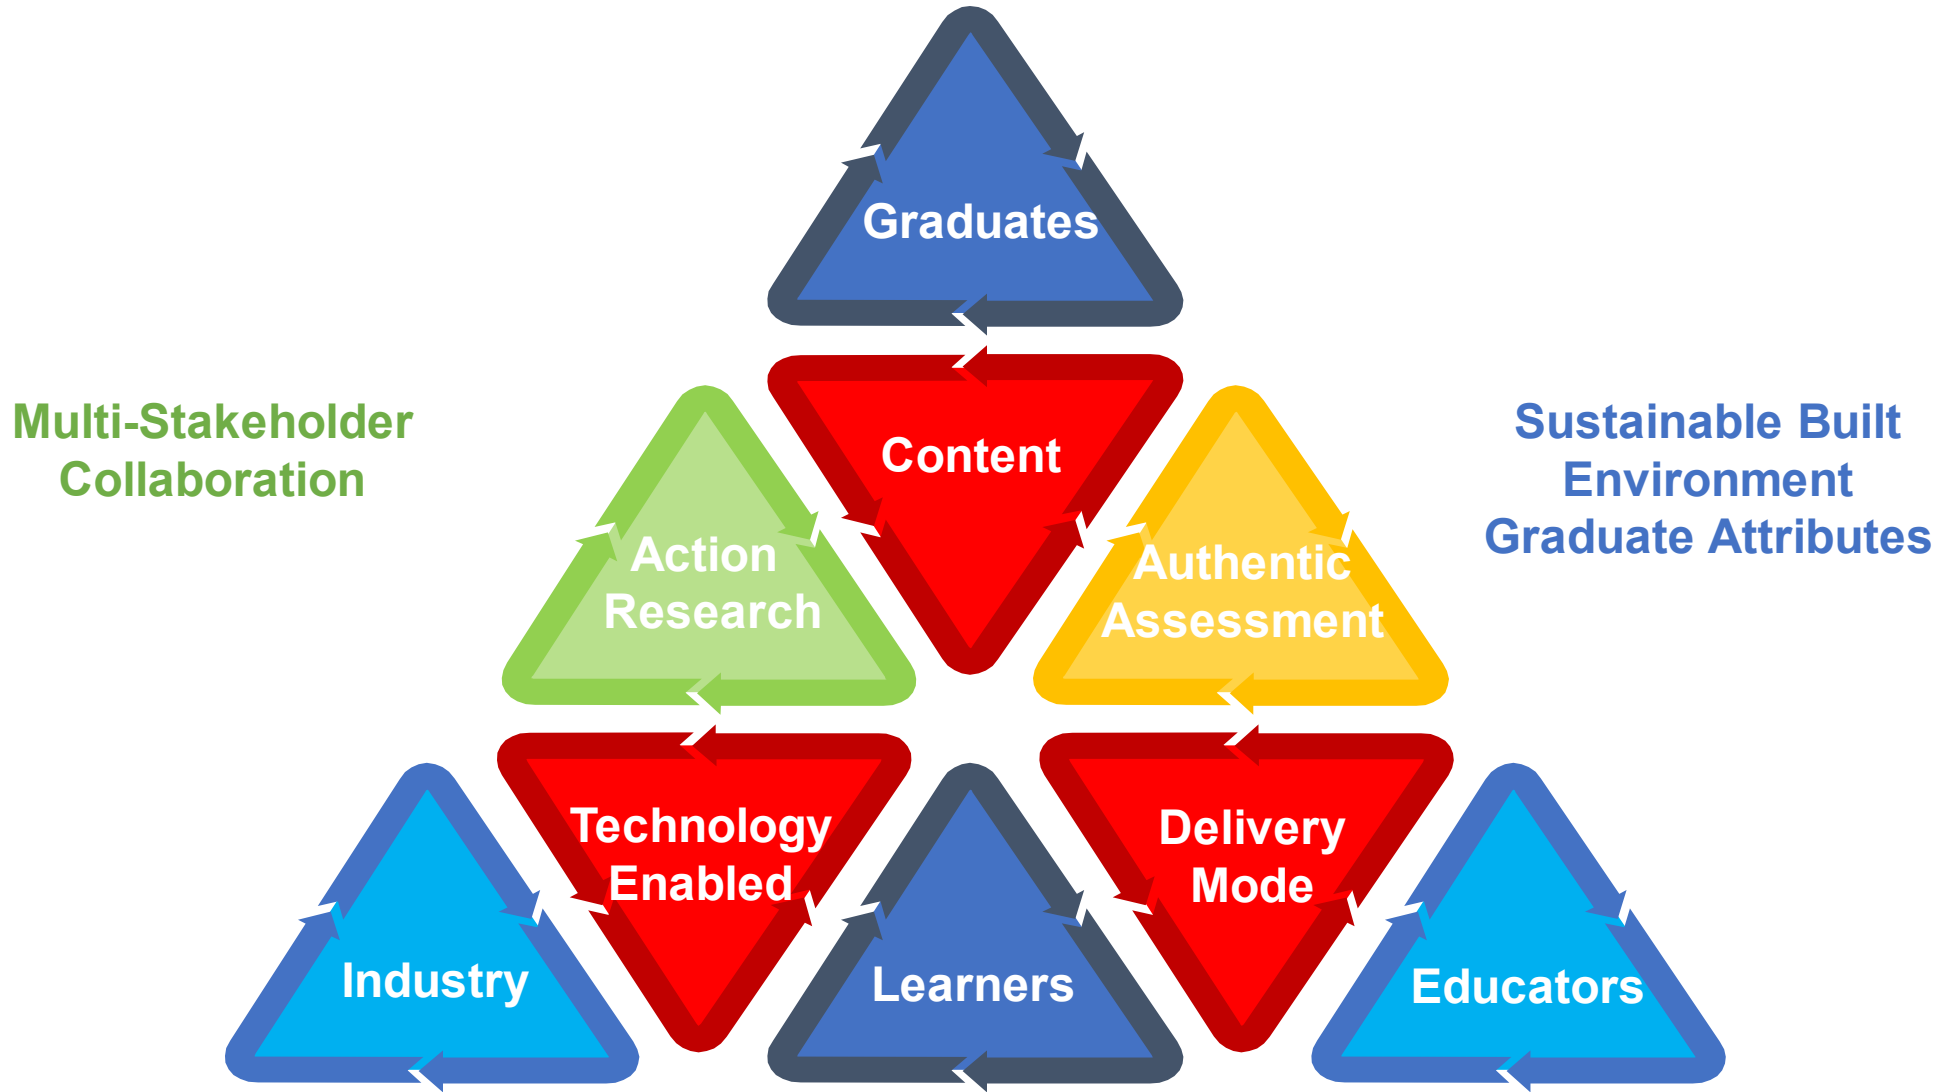 Graduates
Multi-Stakeholder
Collaboration
Content
Sustainable Built
Environment
Graduate Attributes
Action
Research
Authentic
Assessment
Technology
Enabled
Delivery
Mode
Industry
Learners
Educators